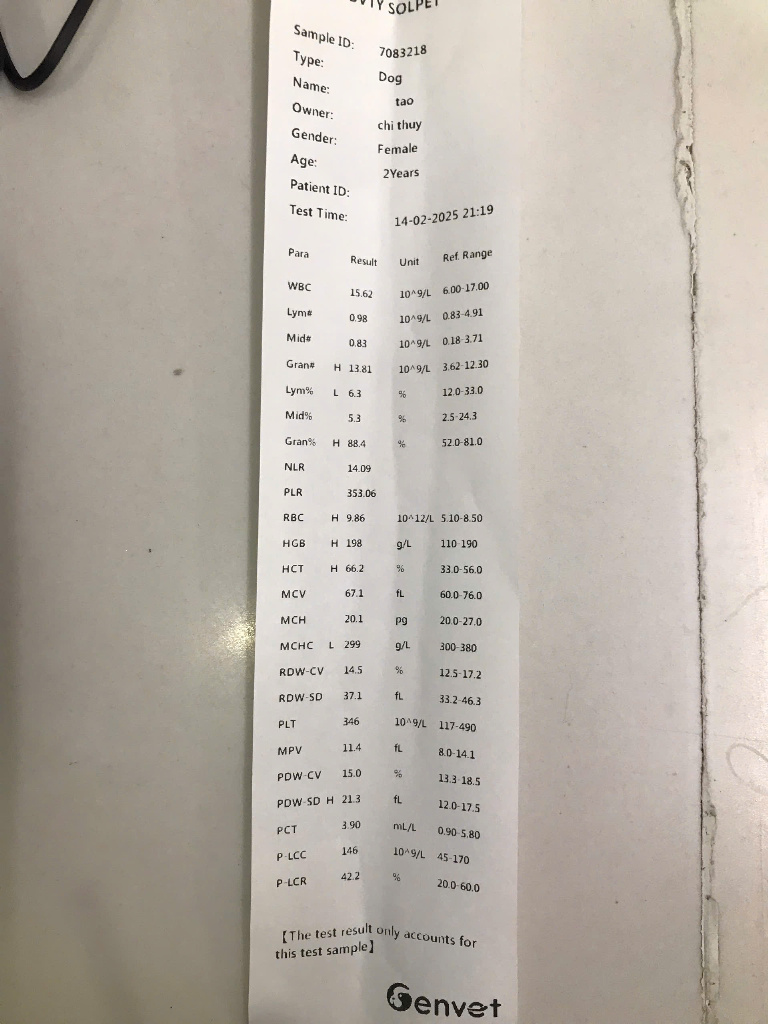 SOLPET
Sample ID: 7083218
Type: Dog
Name: tao
Owner: chi thuy
Gender: Female
Age: 2Years
Patient ID:
Test Time: 14-02-2025 21:19
Para Result Unit Ref. Range
WBC 15.62 10^9/L 6.00-17.00
Lym# 0.98 10^9/L 0.83-4.91
Mid# 0.83 10^9/L 0.18-3.71
Gran# H 13.81 10^9/L 3.62-12.30
Lym% L 6.3 % 12.0-33.0
Mid% 5.3 % 2.5-24.3
Gran% H 88.4 % 52.0-81.0
NLR 14.09
PLR 353.06
RBC H 9.86 10^12/L 5.10-8.50
HGB H 198 g/L 110-190
HCT H 66.2 % 33.0-56.0
MCV 67.1 fL 60.0-76.0
MCH 20.1 pg 20.0-27.0
MCHC L 299 g/L 300-380
RDW-CV 14.5 % 12.5-17.2
RDW-SD 37.1 fL 33.2-46.3
PLT 346 10^9/L 117-490
MPV 11.4 fL 8.0-14.1
PDW-CV 15.0 % 13.3-18.5
PDW-SD H 21.3 fL 12.0-17.5
PCT 3.90 mL/L 0.90-5.80
P-LCC 146 10^9/L 45-170
P-LCR 42.2 % 20.0-60.0
【The test result only accounts for
this test sample】
Genvet